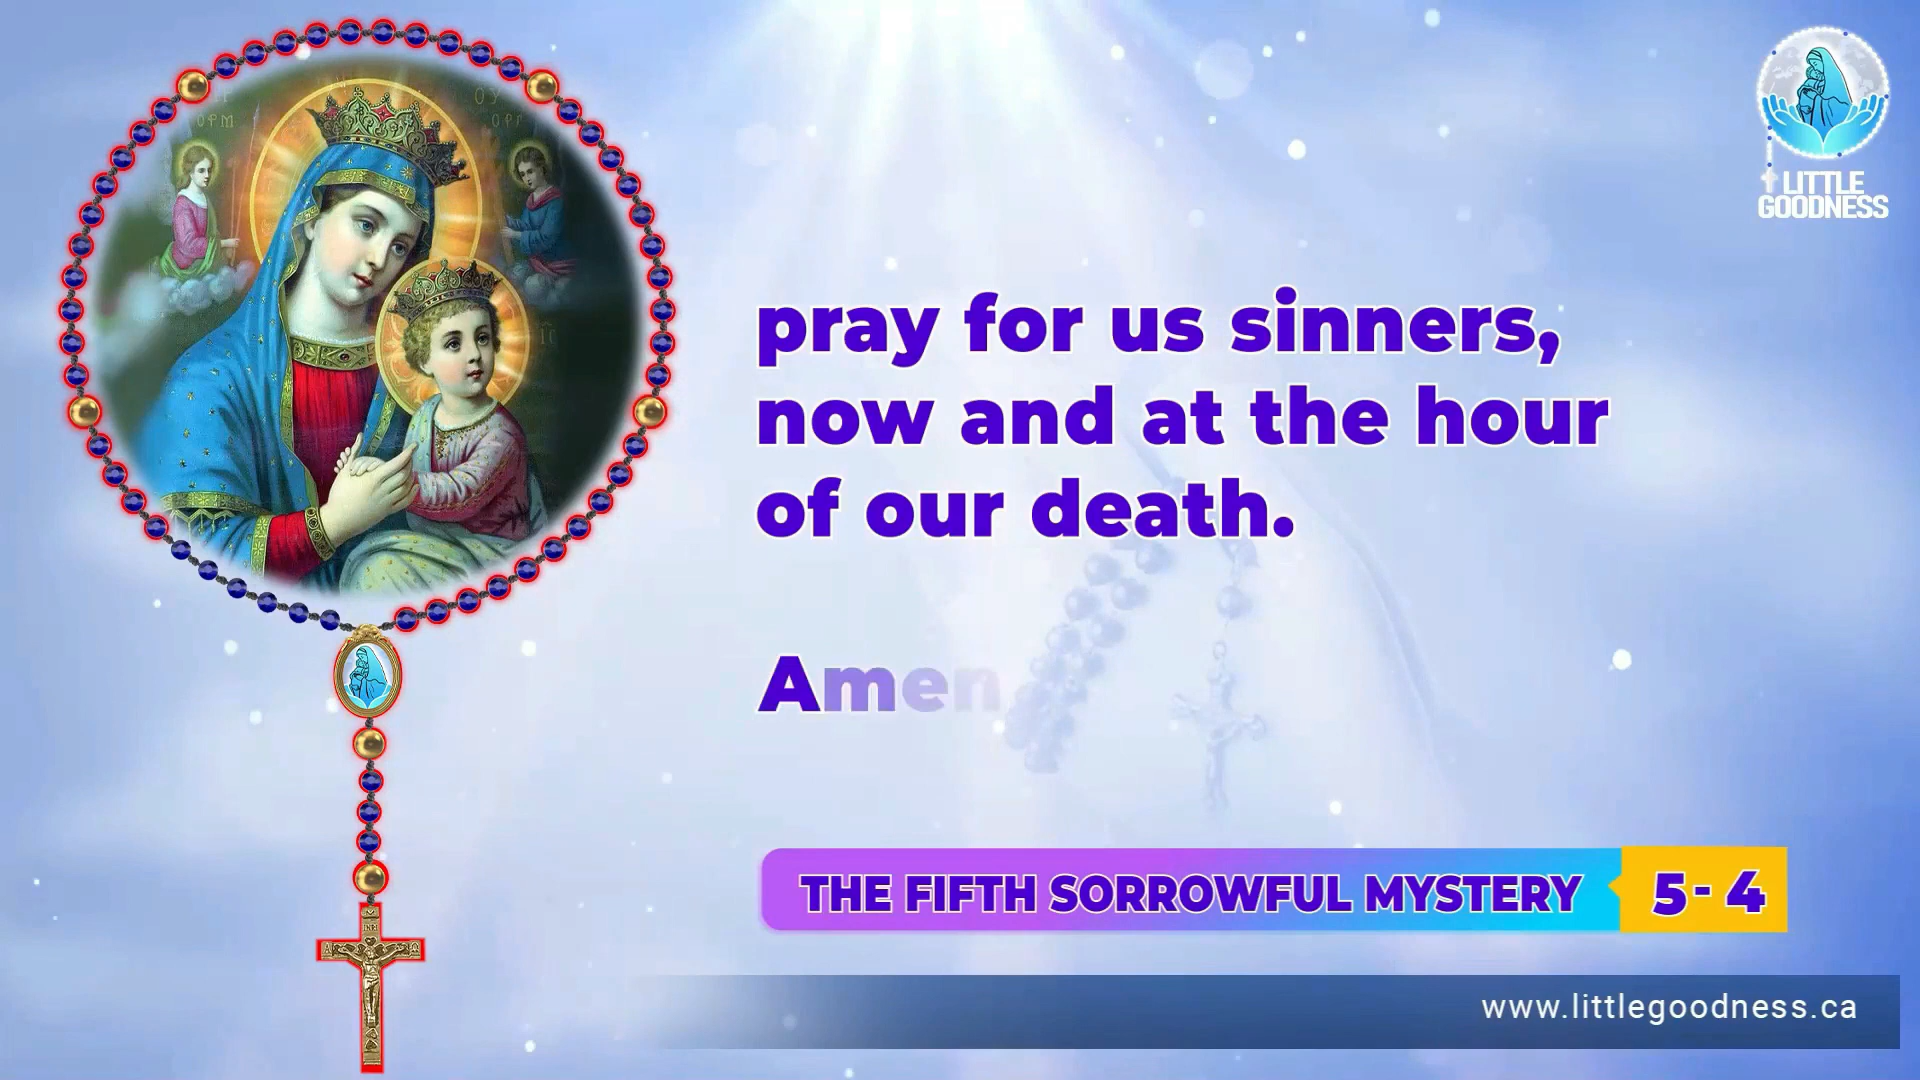 LITTLE
GOODNESS
pray for us sinners,
now and at the hour
of our death.
Amen
THE FIFTH SORROWFUL MYSTERY 5- 4
www.littlegoodness.ca
INRI